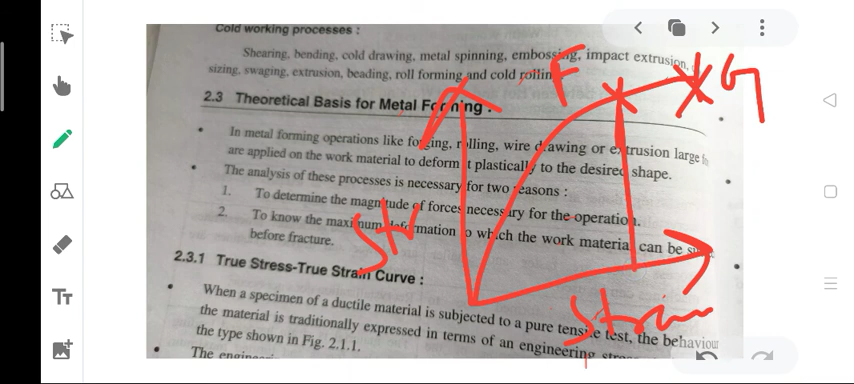 Cold working processes :
Shearing, bending, cold drawing, metal spinning, embossing, impact extrusion,
sizing, swaging, extrusion, beading, roll forming and cold rolling
2.3 Theoretical Basis for Metal Forming :
• In metal forming operations like forging, rolling, wire drawing or extrusion large
are applied on the work material to deform it plastically to the desired shape.
• The analysis of these processes is necessary for two reasons :
1. To determine the magnitude of forces necessary for the operation.
2. To know the maximum deformation to which the work material can be
before fracture.
2.3.1 True Stress-True Strain Curve :
• When a specimen of a ductile material is subjected to a pure tensile test, the behaviour
the material is traditionally expressed in terms of an engineering
the type shown in Fig. 2.1.1.
• The
F
G
Str
Strain
TT